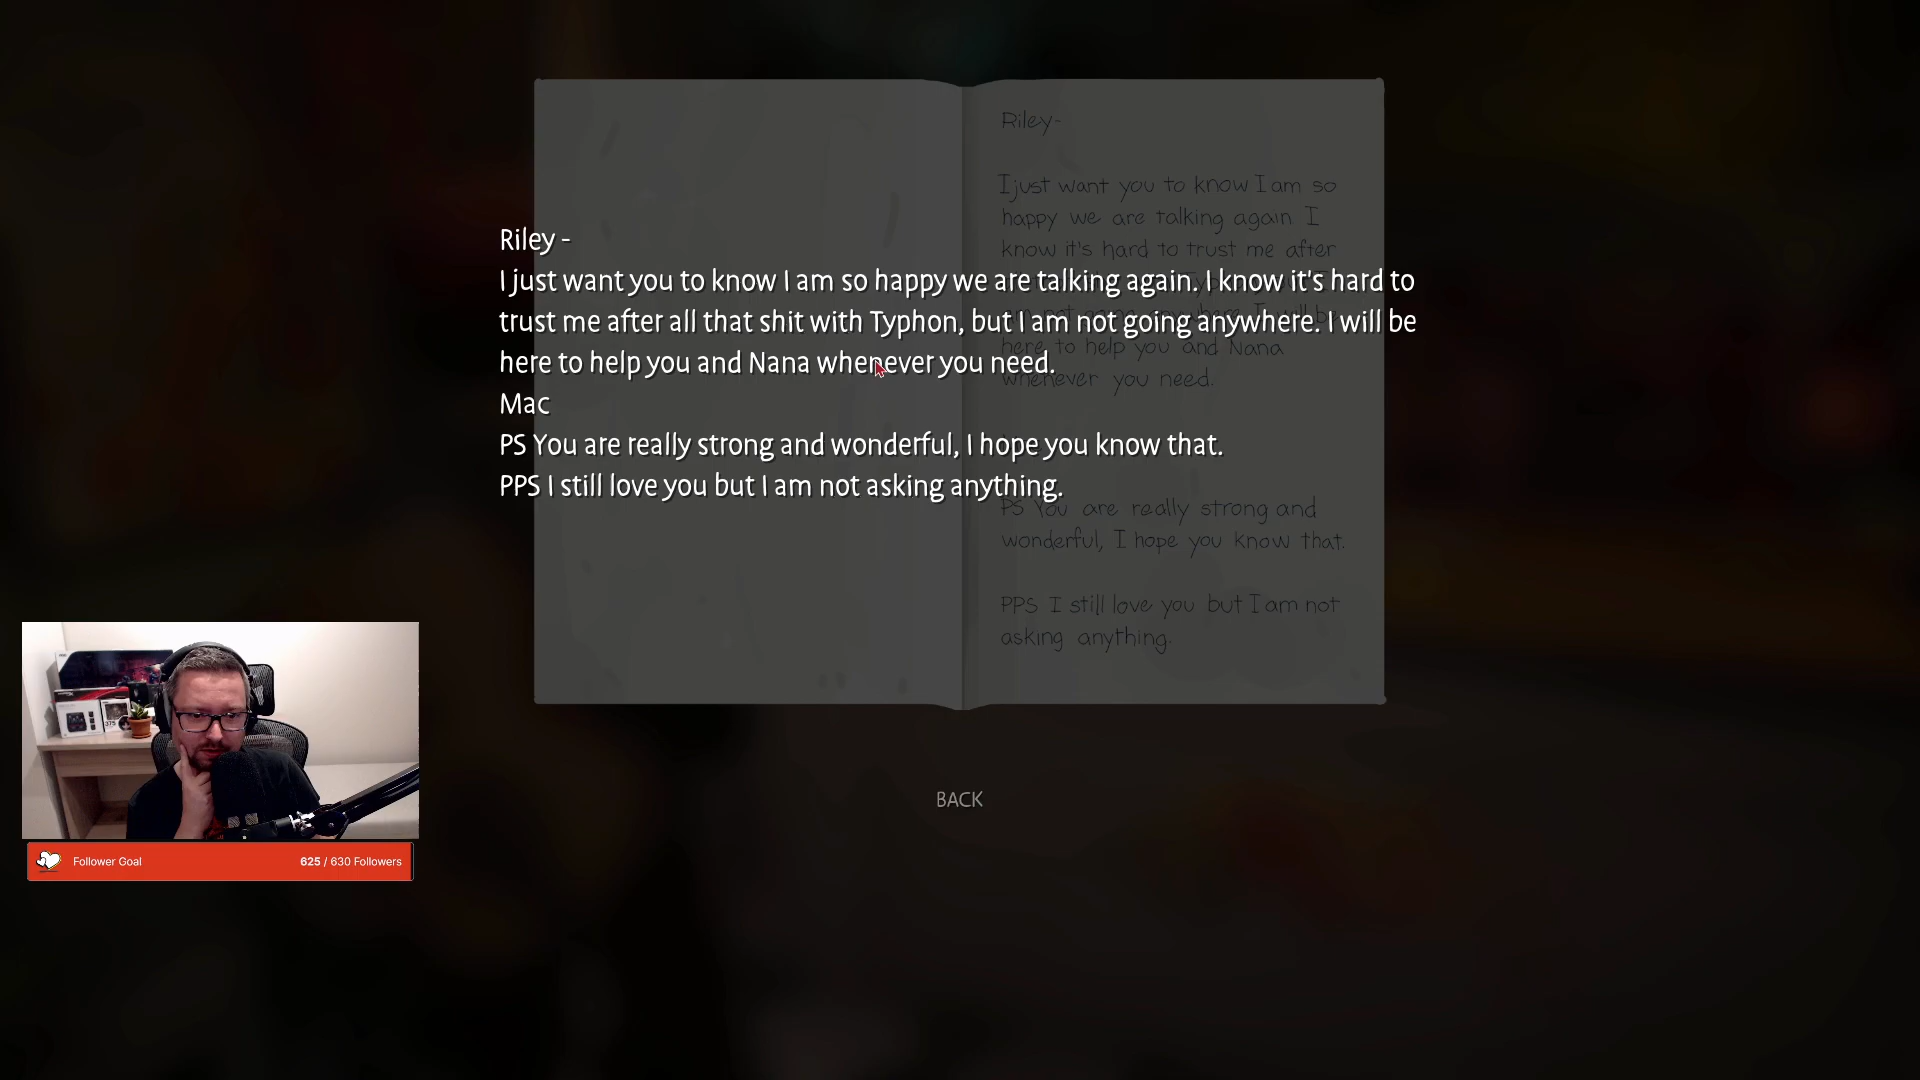 Riley -
I just want you to know I am so happy we are talking again. I know it's hard to
trust me after all that shit with Typhon, but I am not going anywhere. I will be
here to help you and Nana whenever you need.
Mac
PS You are really strong and wonderful, I hope you know that.
PPS I still love you but I am not asking anything.
Riley-
I just want you to know I am so
happy we are talking again I
know it's hard to trust me after
here to help you and Nana
whenever you need.
PS You are really strong and
wonderful, I hope you know that.
PPS I still love you but I am not
asking anything.
BACK
Follower Goal
625 / 630 Followers